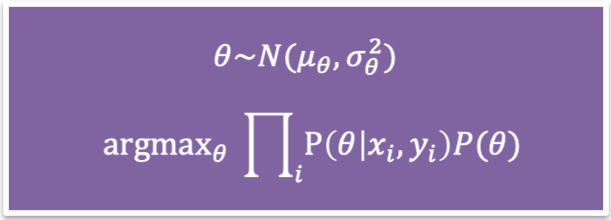 θ~N(μ_θ, σ_θ^2)
argmax_θ ∏_i P(θ|x_i, y_i)P(θ)